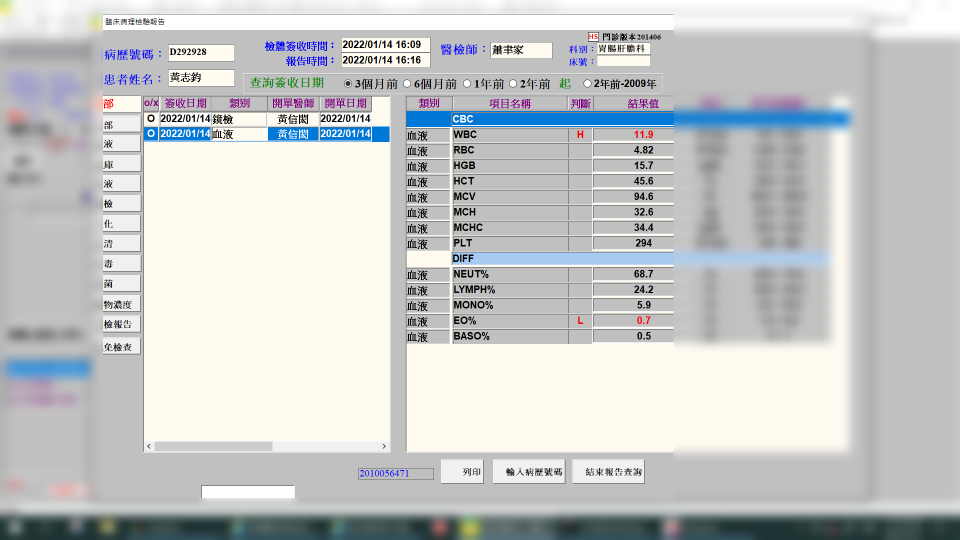 臨床病理檢驗報告
HS 門診版本201406
病歷號碼： D292928 檢體簽收時間： 2022/01/14 16:09 醫檢師： 科別： 胃腸肝膽科
報告時間： 2022/01/14 16:16 床號：
患者姓名： 黃志鈞 查詢簽收日期 3個月前 6個月前 1年前 2年前 起 2年前-2009年
部 o/x 簽收日期 類別 開單醫師 開單日期 類別 項目名稱 判斷 結果值
部 O 2022/01/14 鏡檢 黃信閎 2022/01/14 CBC
液 O 2022/01/14 血液 黃信閎 2022/01/14 血液 WBC H 11.9
血液 RBC 4.82
庫 血液 HGB 15.7
液 血液 HCT 45.6
檢 血液 MCV 94.6
血液 MCH 32.6
化 血液 MCHC 34.4
清 血液 PLT 294
毒 DIFF
菌 血液 NEUT% 68.7
血液 LYMPH% 24.2
物濃度 血液 MONO% 5.9
檢報告 血液 EO% L 0.7
免檢查 血液 BASO% 0.5
2010056471 列印 輸入病歷號碼 結束報告查詢